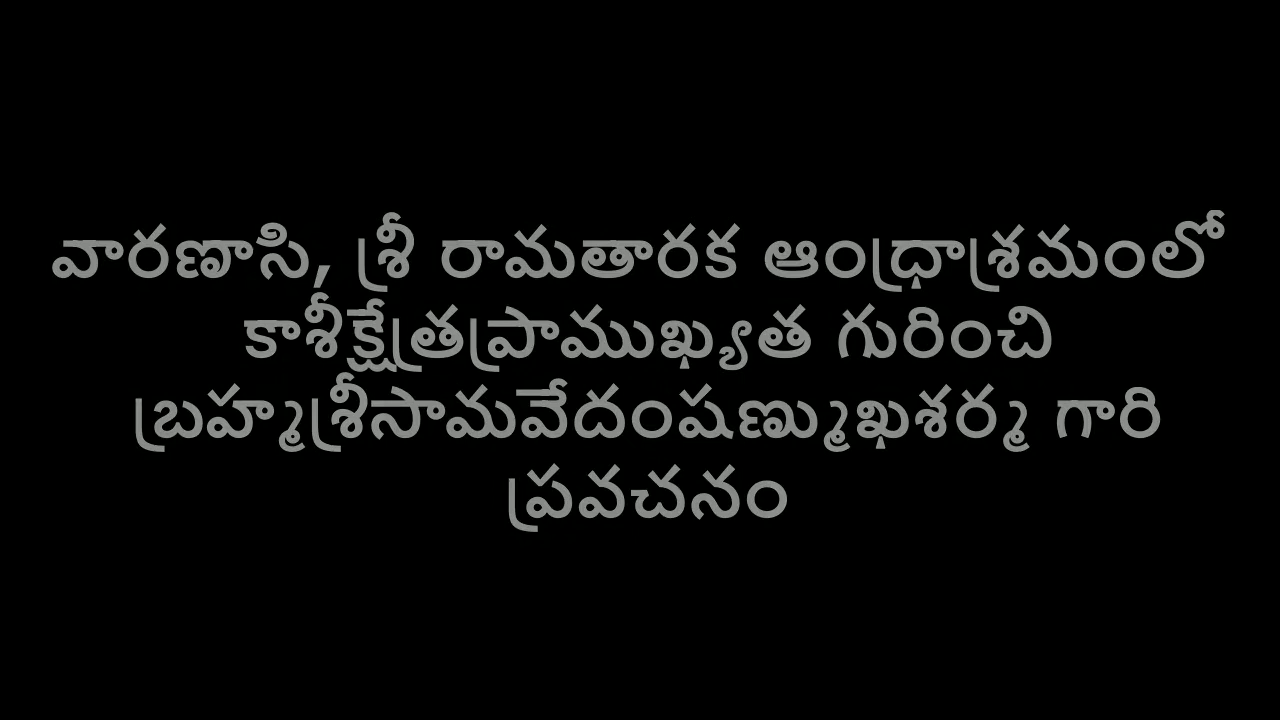 వారణాసి, శ్రీ రామతారక ఆంధ్రాశ్రమంలో
కాశీక్షేత్రప్రాముఖ్యత గురించి
బ్రహ్మశ్రీసామవేదంషణ్ముఖశర్మ గారి
ప్రవచనం